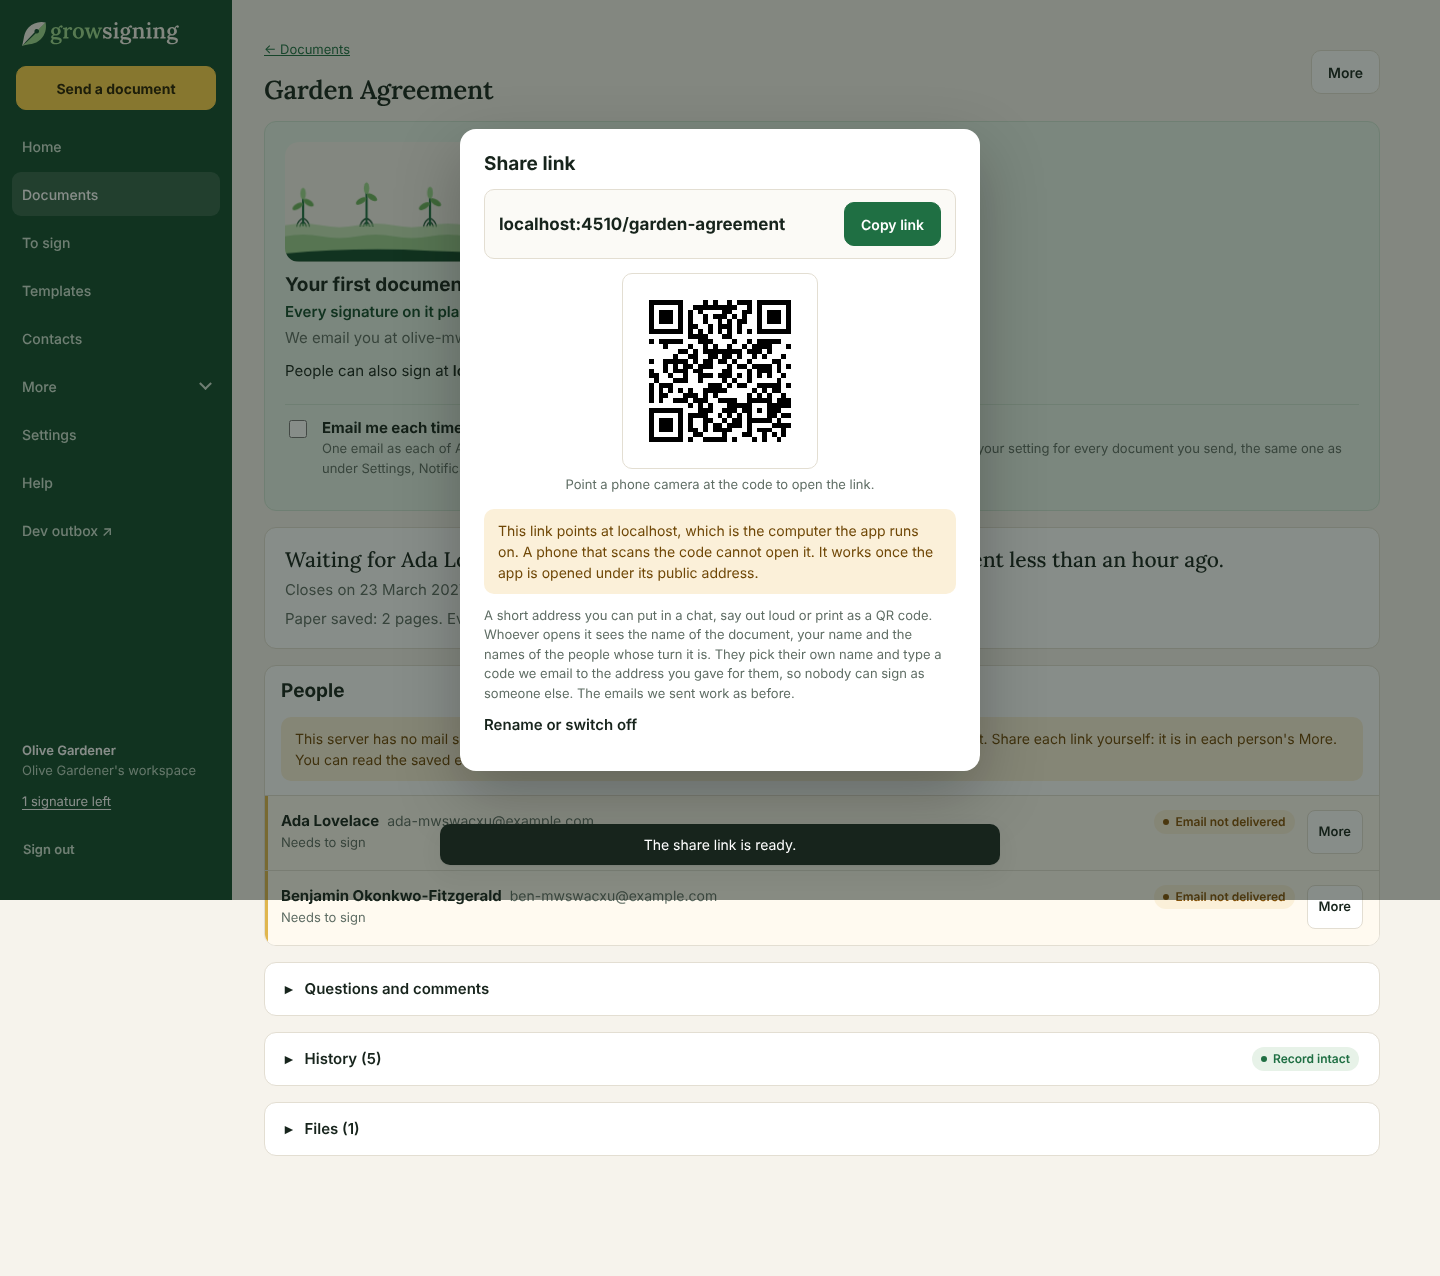 growsigning
Send a document
Home
Documents
To sign
Templates
Contacts
More
Settings
Help
Dev outbox ↗
Olive Gardener
Olive Gardener's workspace
1 signature left
Sign out
← Documents
Garden Agreement
More
Your first documen
Every signature on it pla
We email you at olive-mw
People can also sign at lo
Email me each time
One email as each of A
your setting for every document you send, the same one as
under Settings, Notific
Waiting for Ada Lo
ent less than an hour ago.
Closes on 23 March 202
Paper saved: 2 pages. Ev
Share link
localhost:4510/garden-agreement
Copy link
Point a phone camera at the code to open the link.
This link points at localhost, which is the computer the app runs
on. A phone that scans the code cannot open it. It works once the
app is opened under its public address.
A short address you can put in a chat, say out loud or print as a QR code.
Whoever opens it sees the name of the document, your name and the
names of the people whose turn it is. They pick their own name and type a
code we email to the address you gave for them, so nobody can sign as
someone else. The emails we sent work as before.
Rename or switch off
People
This server has no mail s
t. Share each link yourself: it is in each person's More.
You can read the saved e
Ada Lovelace ada-mwswacxu@example.com
Email not delivered
More
Needs to sign
The share link is ready.
Benjamin Okonkwo-Fitzgerald ben-mwswacxu@example.com
Email not delivered
More
Needs to sign
▸ Questions and comments
▸ History (5)
Record intact
▸ Files (1)